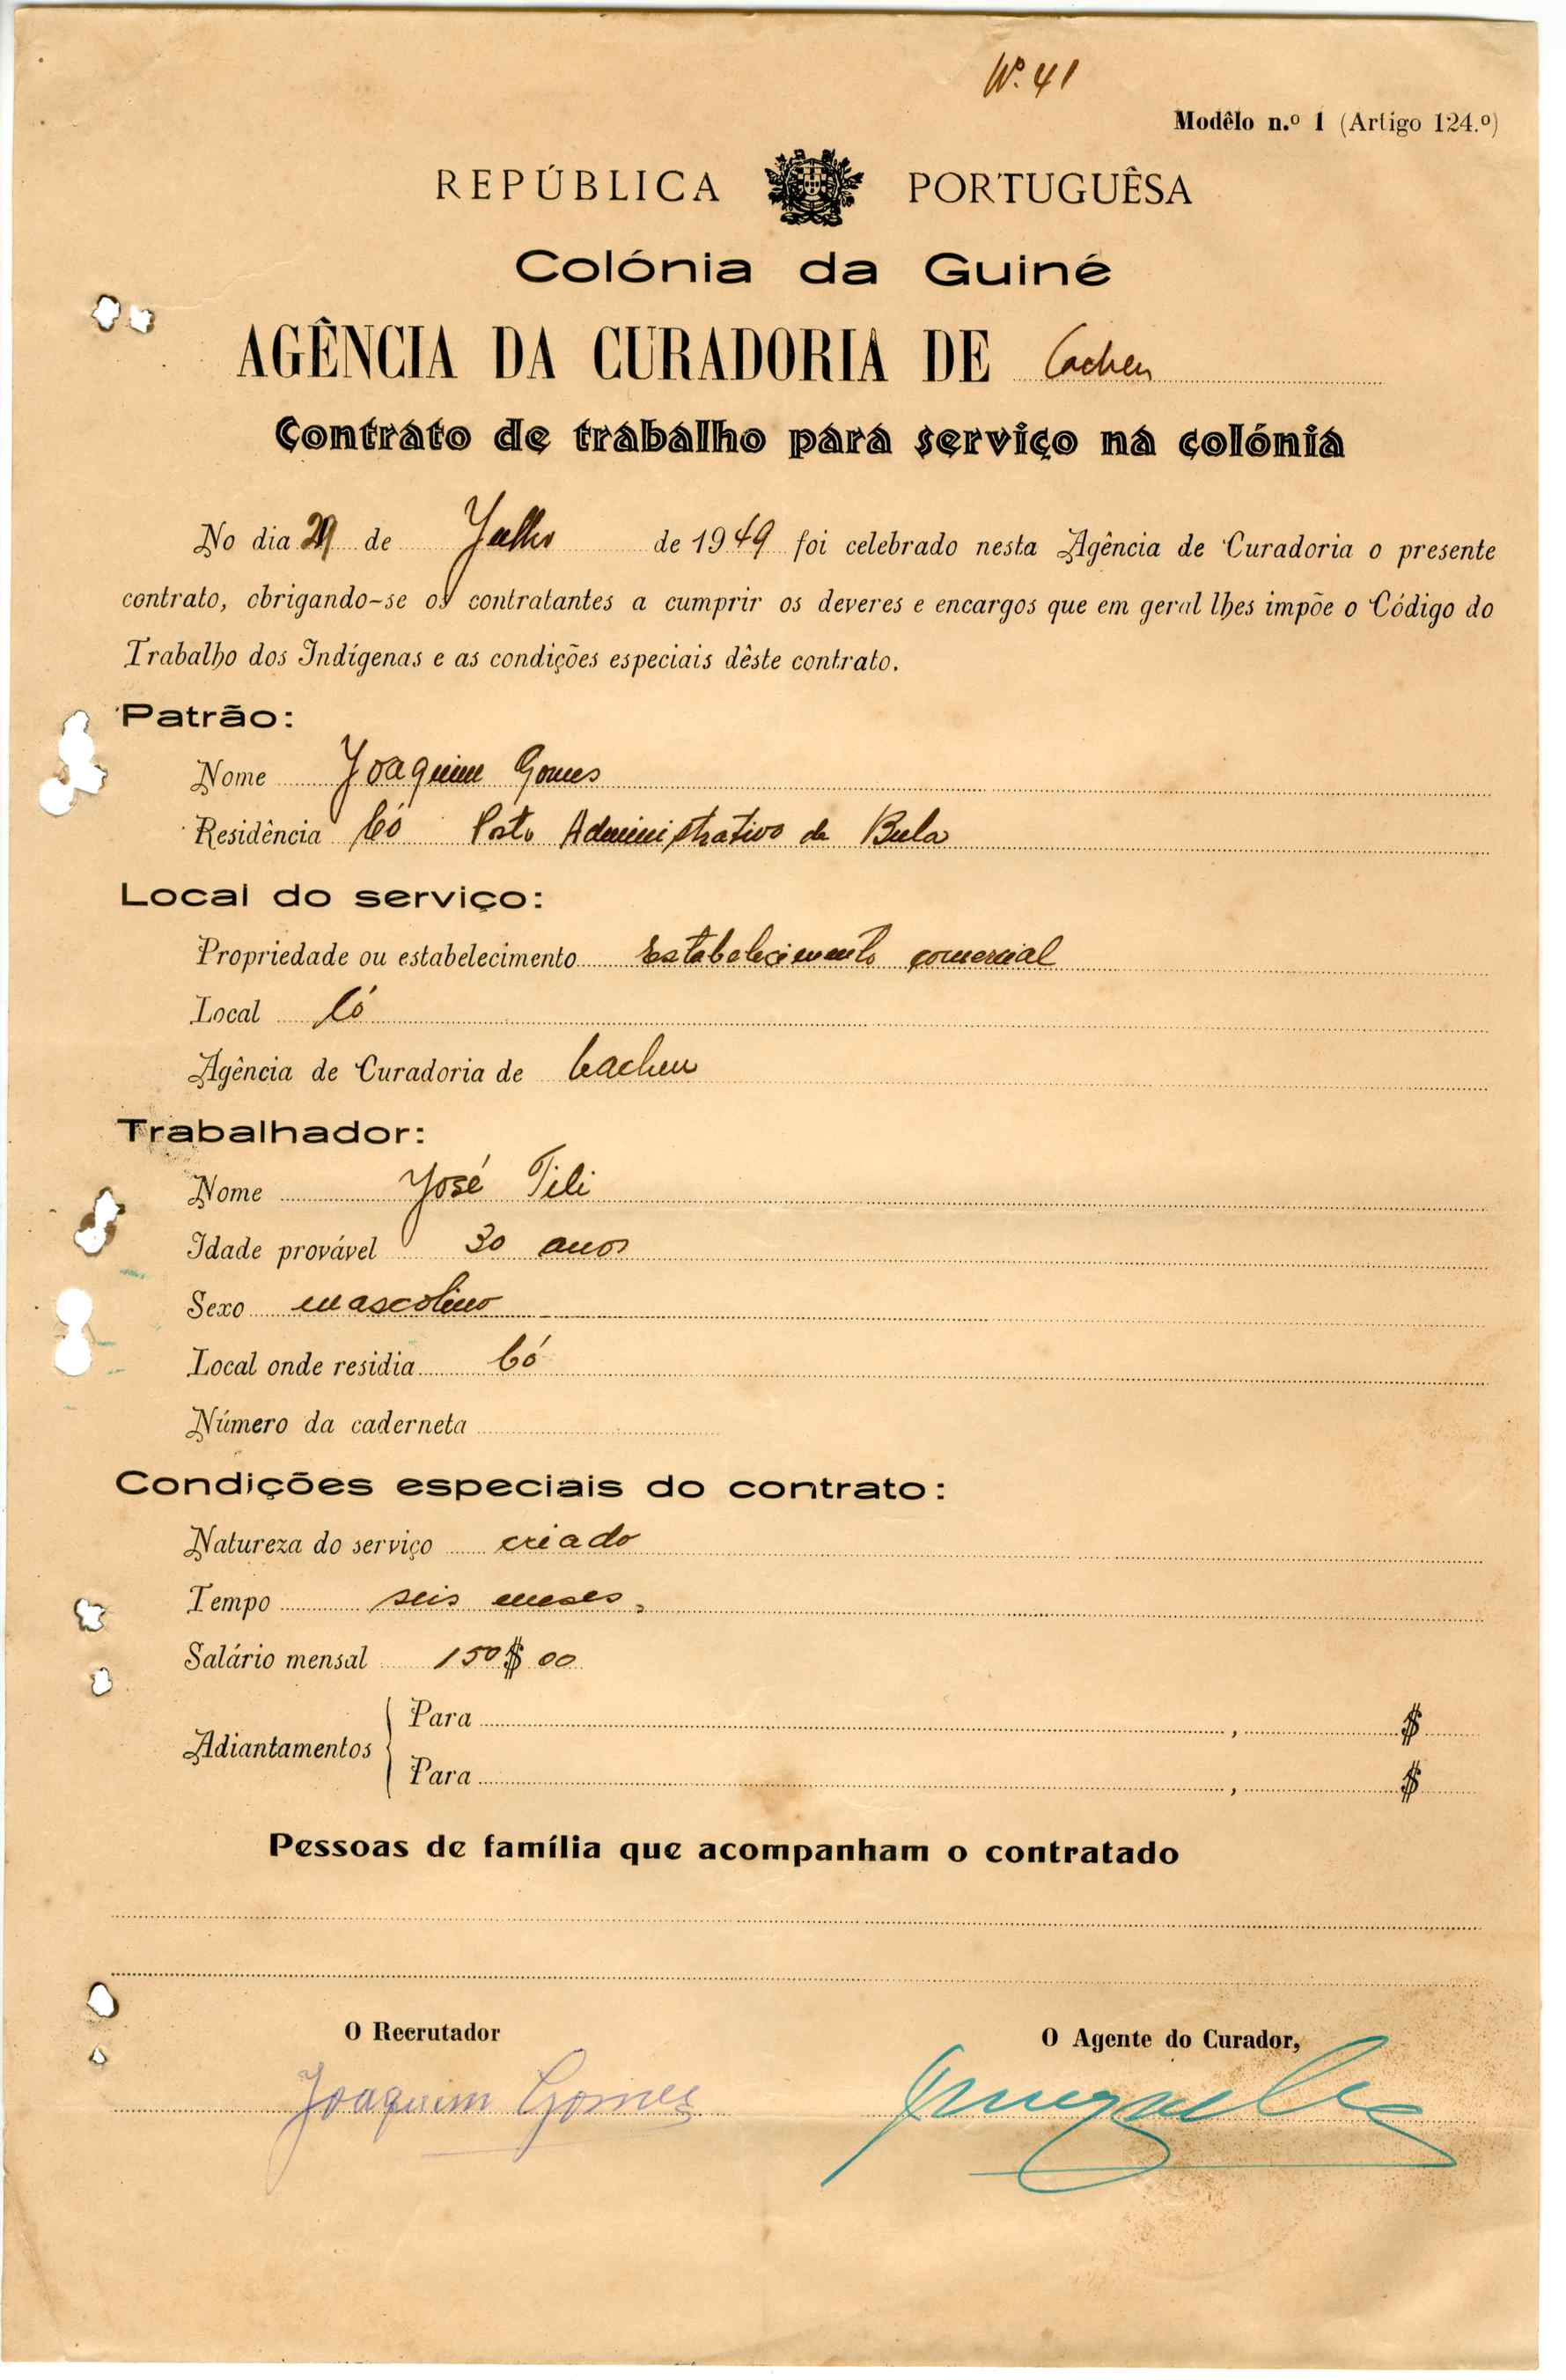 Nº 41
Modêlo n.º 1 (Artigo 124.º)
REPÚBLICA PORTUGUÊSA
Colónia da Guiné
AGÊNCIA DA CURADORIA DE Cacheu
Contrato de trabalho para serviço na colónia
No dia de Julho de 1949 foi celebrado nesta Agência de Curadoria o presente
contrato, obrigando-se os contratantes a cumprir os deveres e encargos que em geral lhes impõe o Código do
Trabalho dos Indígenas e as condições especiais dêste contrato.
Patrão:
Nome Joaquim Gomes
Residência Có Posto Administrativo de Bula
Local do serviço:
Propriedade ou estabelecimento Estabelecimento comercial
Local Có
Agência de Curadoria de Cacheu
Trabalhador:
Nome José Tili
Idade provável 30 anos
Sexo mascolino
Local onde residia Có
Número da caderneta
Condições especiais do contrato:
Natureza do serviço criado
Tempo seis meses,
Salário mensal 150$00
Adiantamentos
Para , $
Para , $
Pessoas de família que acompanham o contratado
O Recrutador
O Agente do Curador,
Joaquim Gomes